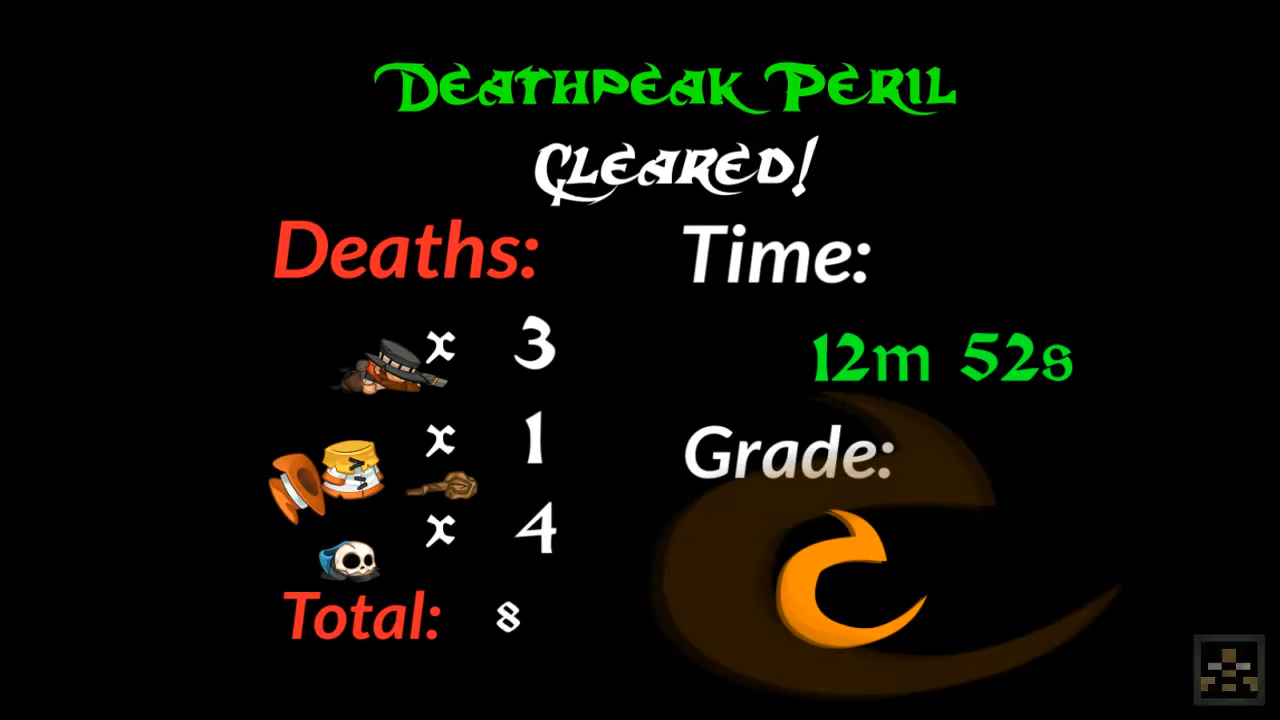 Deathpeak Peril
Cleared!
Deaths:
x 3
x 1
x 4
Total: 8
Time:
12m 52s
Grade:
C